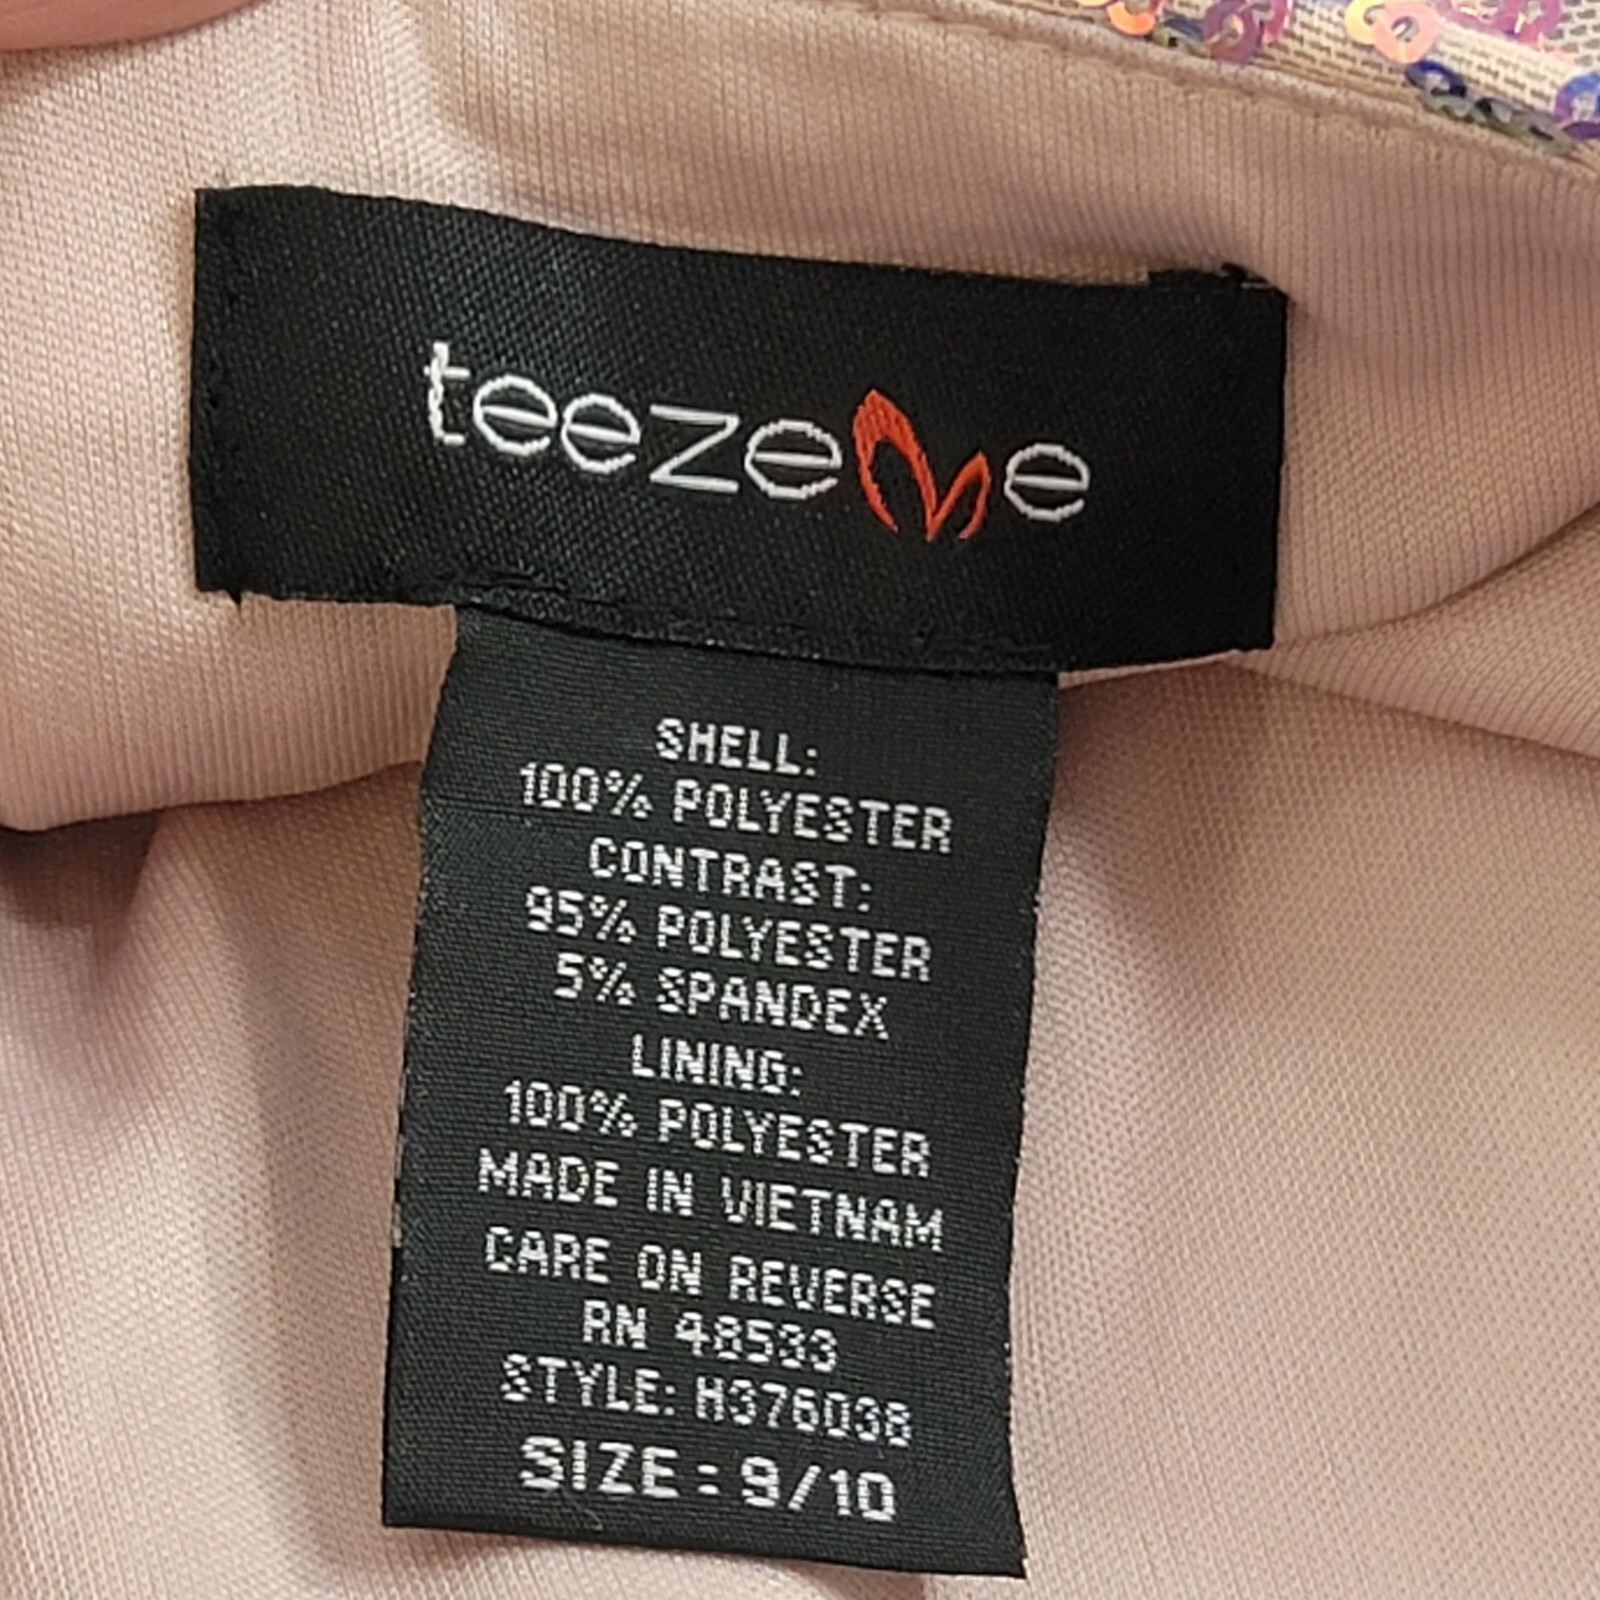 teezeme
SHELL:
100% POLYESTER
CONTRAST:
95% POLYESTER
5% SPANDEX
LINING:
100% POLYESTER
MADE IN VIETNAM
CARE ON REVERSE
RN 48533
STYLE: H376038
SIZE : 9/10